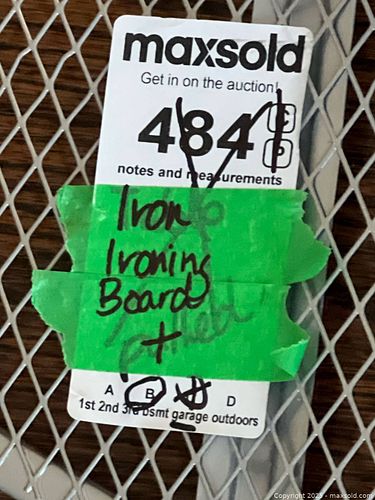 maxsold
Get in on the auction!
484
notes and measurements
Iron
Ironing
Board
+
A B D
1st 2nd 3rd bsmt garage outdoors
Copyright 2025 - maxsold.com